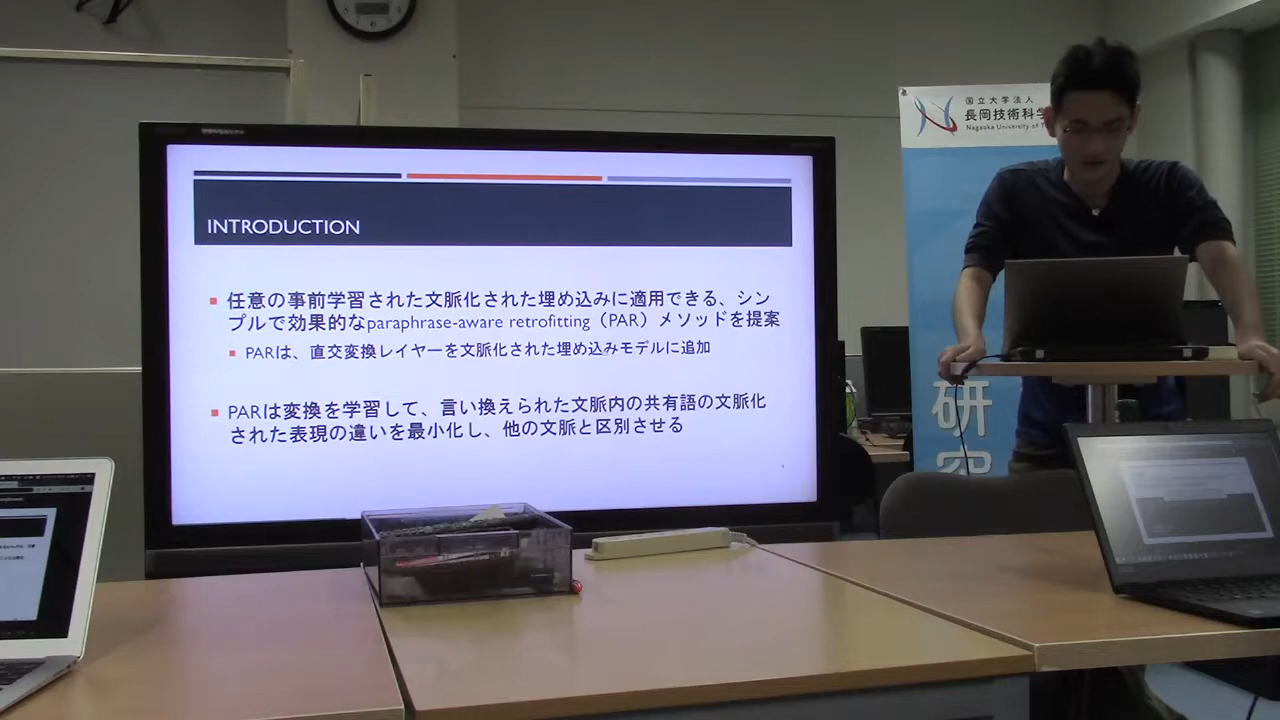 INTRODUCTION
任意の事前学習された文脈化された埋め込みに適用できる、シン
プルで効果的なparaphrase-aware retrofitting（PAR）メソッドを提案
PARは、直交変換レイヤーを文脈化された埋め込みモデルに追加
PARは変換を学習して、言い換えられた文脈内の共有語の文脈化
された表現の違いを最小化し、他の文脈と区別させる
国立大学法人
長岡技術科学
Nagaoka University of
研
究